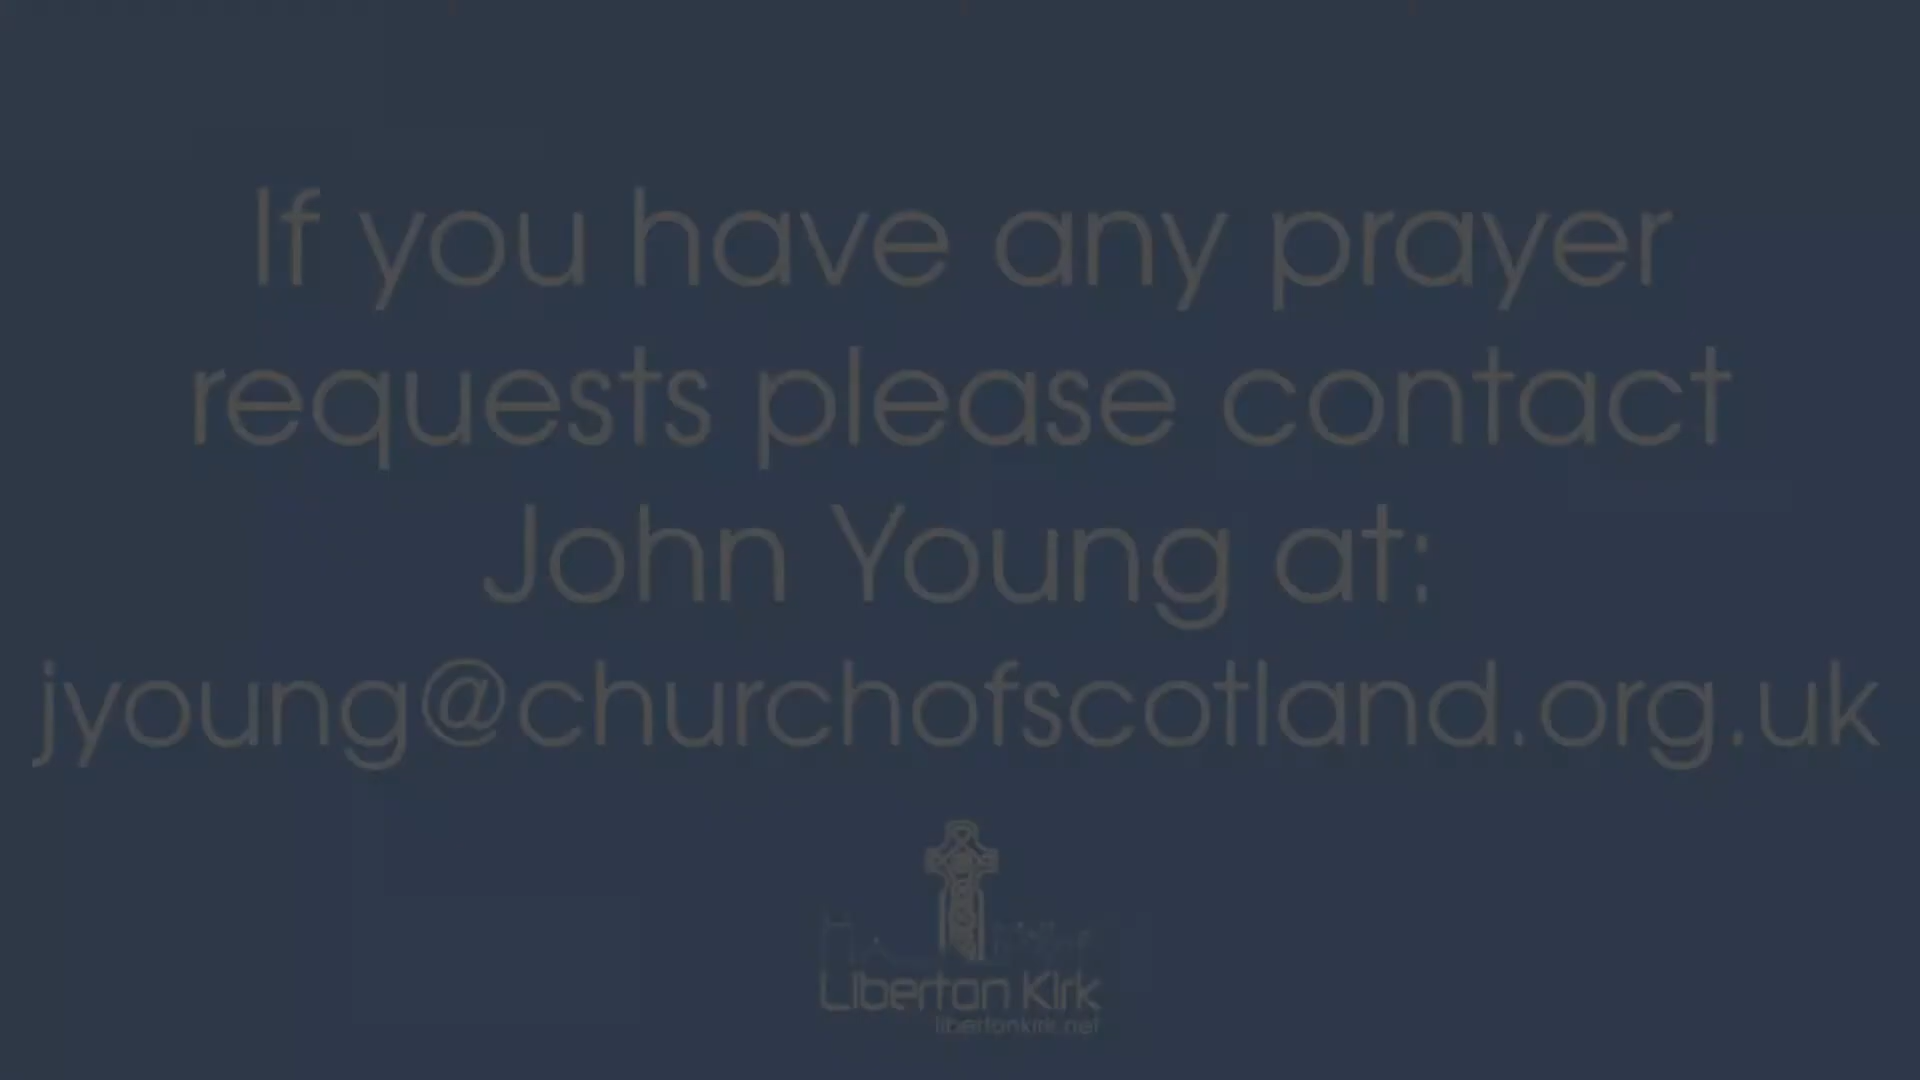 If you have any prayer
requests please contact
John Young at:
jyoung@churchofscotland.org.uk
Liberton Kirk
libertonkirk.net